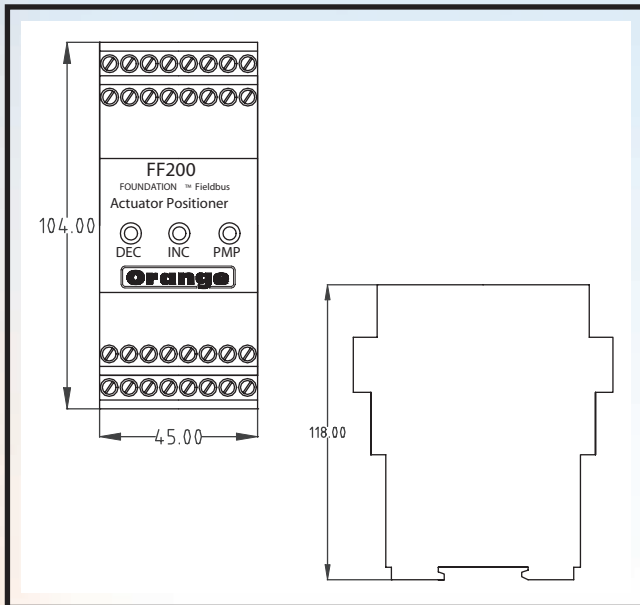 FF200
FOUNDATION ™ Fieldbus
Actuator Positioner
104.00
DEC INC PMP
Orange
118.00
45.00